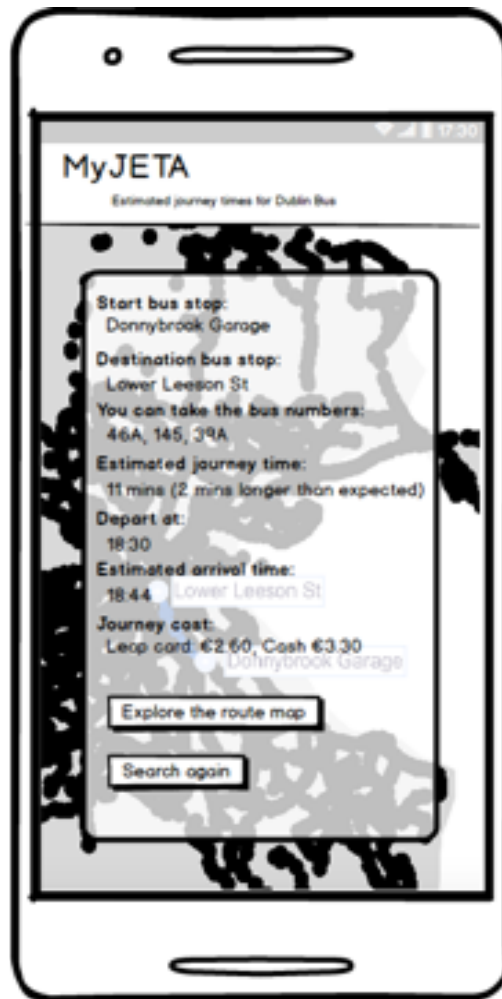 17:30
MyJETA
Estimated journey times for Dublin Bus
Start bus stop:
Donnybrook Garage
Destination bus stop:
Lower Leeson St
You can take the bus numbers:
46A, 145, 39A
Estimated journey time:
11 mins (2 mins longer than expected)
Depart at:
18:30
Estimated arrival time:
18:44
Lower Leeson St
Journey cost:
Leap card: €2.60, Cash €3.30
Donnybrook Garage
Explore the route map
Search again